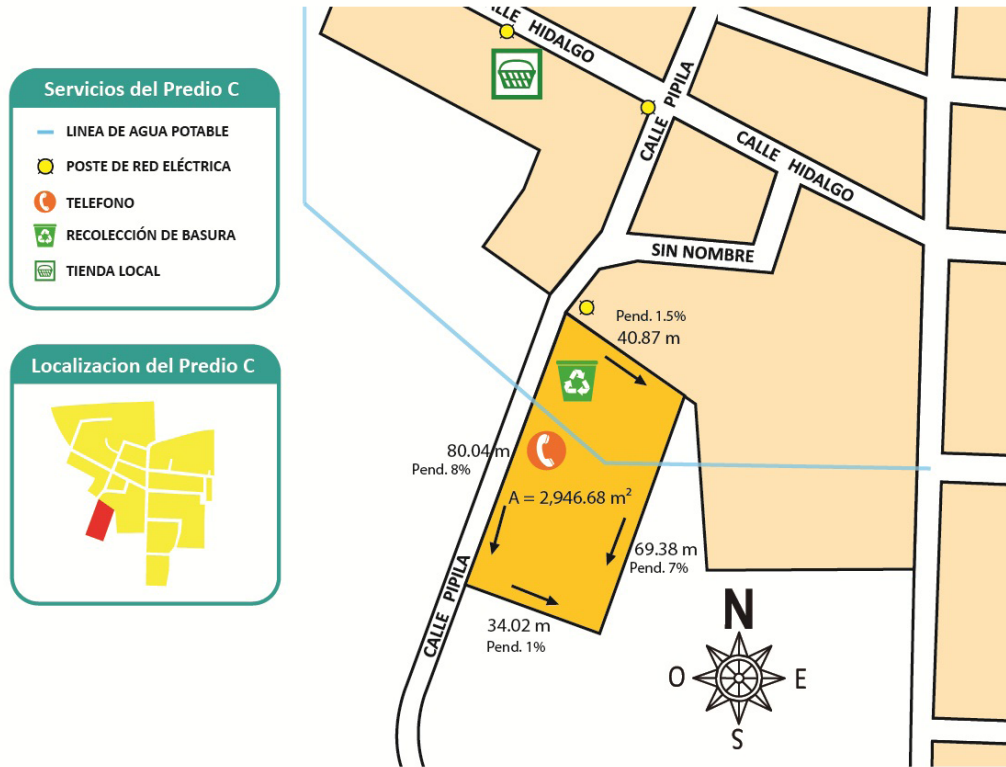 Servicios del Predio C
LINEA DE AGUA POTABLE
POSTE DE RED ELÉCTRICA
TELEFONO
RECOLECCIÓN DE BASURA
TIENDA LOCAL
Localizacion del Predio C
HIDALGO
CALLE PIPILA
CALLE HIDALGO
SIN NOMBRE
Pend. 1.5%
40.87 m
80.04 m
Pend. 8%
A = 2,946.68 m²
69.38 m
Pend. 7%
CALLE PIPILA
34.02 m
Pend. 1%
N
O
E
S